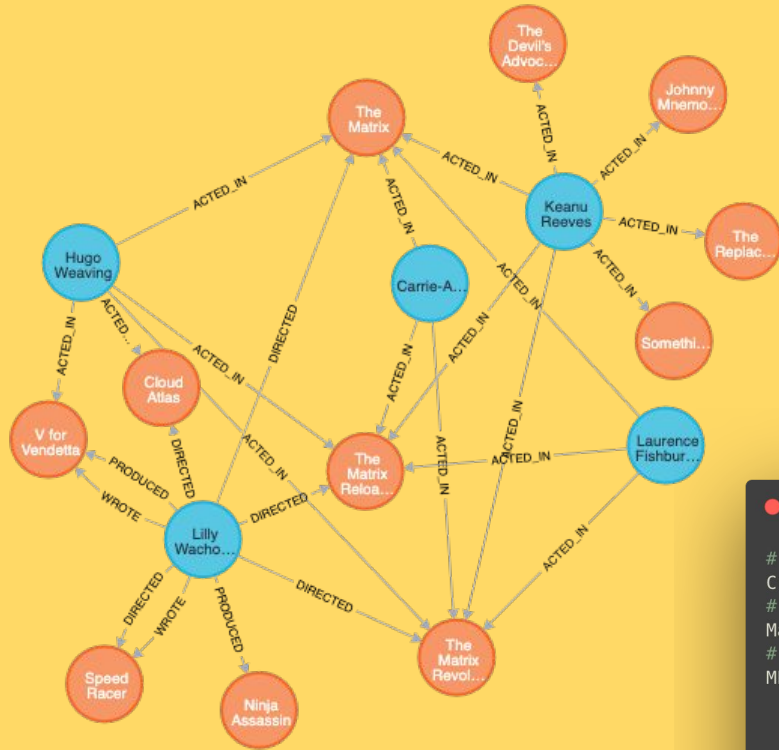 The
Devil's
Advoc...
Johnny
Mnemo...
The
Matrix
ACTED_IN
ACTED_IN
ACTED_IN
ACTED_IN
ACTED_IN
Keanu
Reeves
ACTED_IN
The
Replac...
Hugo
Weaving
Carrie-A...
ACTED_IN
ACTED_IN
DIRECTED
ACTED_IN
Somethi...
ACTED_IN
ACTED...
ACTED_IN
ACTED_IN
Cloud
Atlas
ACTED_IN
ACTED_IN
V for
Vendetta
DIRECTED
ACTED_IN
ACTED_IN
Laurence
Fishbur...
The
Matrix
Reloa...
ACTED_IN
PRODUCED
WROTE
DIRECTED
ACTED_IN
Lilly
Wacho...
ACTED_IN
DIRECTED
DIRECTED
WROTE
PRODUCED
The
Matrix
Revol...
Speed
Racer
Ninja
Assassin
#
C
#
Ma
#